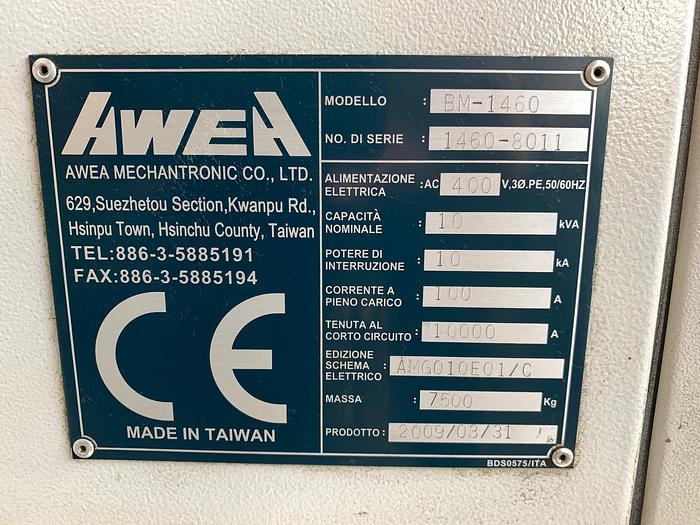 AWEA
AWEA MECHANTRONIC CO., LTD.
629,Suezhetou Section,Kwanpu Rd.,
Hsinpu Town, Hsinchu County, Taiwan
TEL:886-3-5885191
FAX:886-3-5885194
CE
MADE IN TAIWAN
MODELLO : BM-1460
NO. DI SERIE : 1460-8011
ALIMENTAZIONE
ELETTRICA :AC 400 V,3Ø.PE,50/60HZ
CAPACITÀ
NOMINALE : 10 kVA
POTERE DI
INTERRUZIONE : 10 kA
CORRENTE A
PIENO CARICO : 100 A
TENUTA AL
CORTO CIRCUITO : 10000 A
EDIZIONE
SCHEMA
ELETTRICO : AMG010E01/C
MASSA : 7500 Kg
PRODOTTO : 2009/03/31
BDS0575/ITA